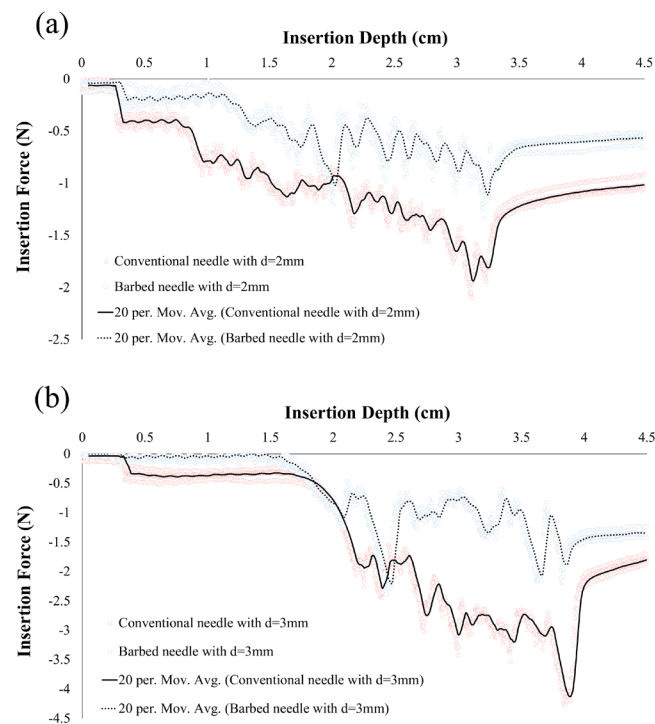 (a)
Insertion Depth (cm)
0 0.5 1 1.5 2 2.5 3 3.5 4 4.5
0
-0.5
-1
-1.5
-2
-2.5
Insertion Force (N)
Conventional needle with d=2mm
Barbed needle with d=2mm
20 per. Mov. Avg. (Conventional needle with d=2mm)
20 per. Mov. Avg. (Barbed needle with d=2mm)
(b)
Insertion Depth (cm)
0 0.5 1 1.5 2 2.5 3 3.5 4 4.5
0
-0.5
-1
-1.5
-2
-2.5
-3
-3.5
-4
-4.5
Insertion Force (N)
Conventional needle with d=3mm
Barbed needle with d=3mm
20 per. Mov. Avg. (Conventional needle with d=3mm)
20 per. Mov. Avg. (Barbed needle with d=3mm)